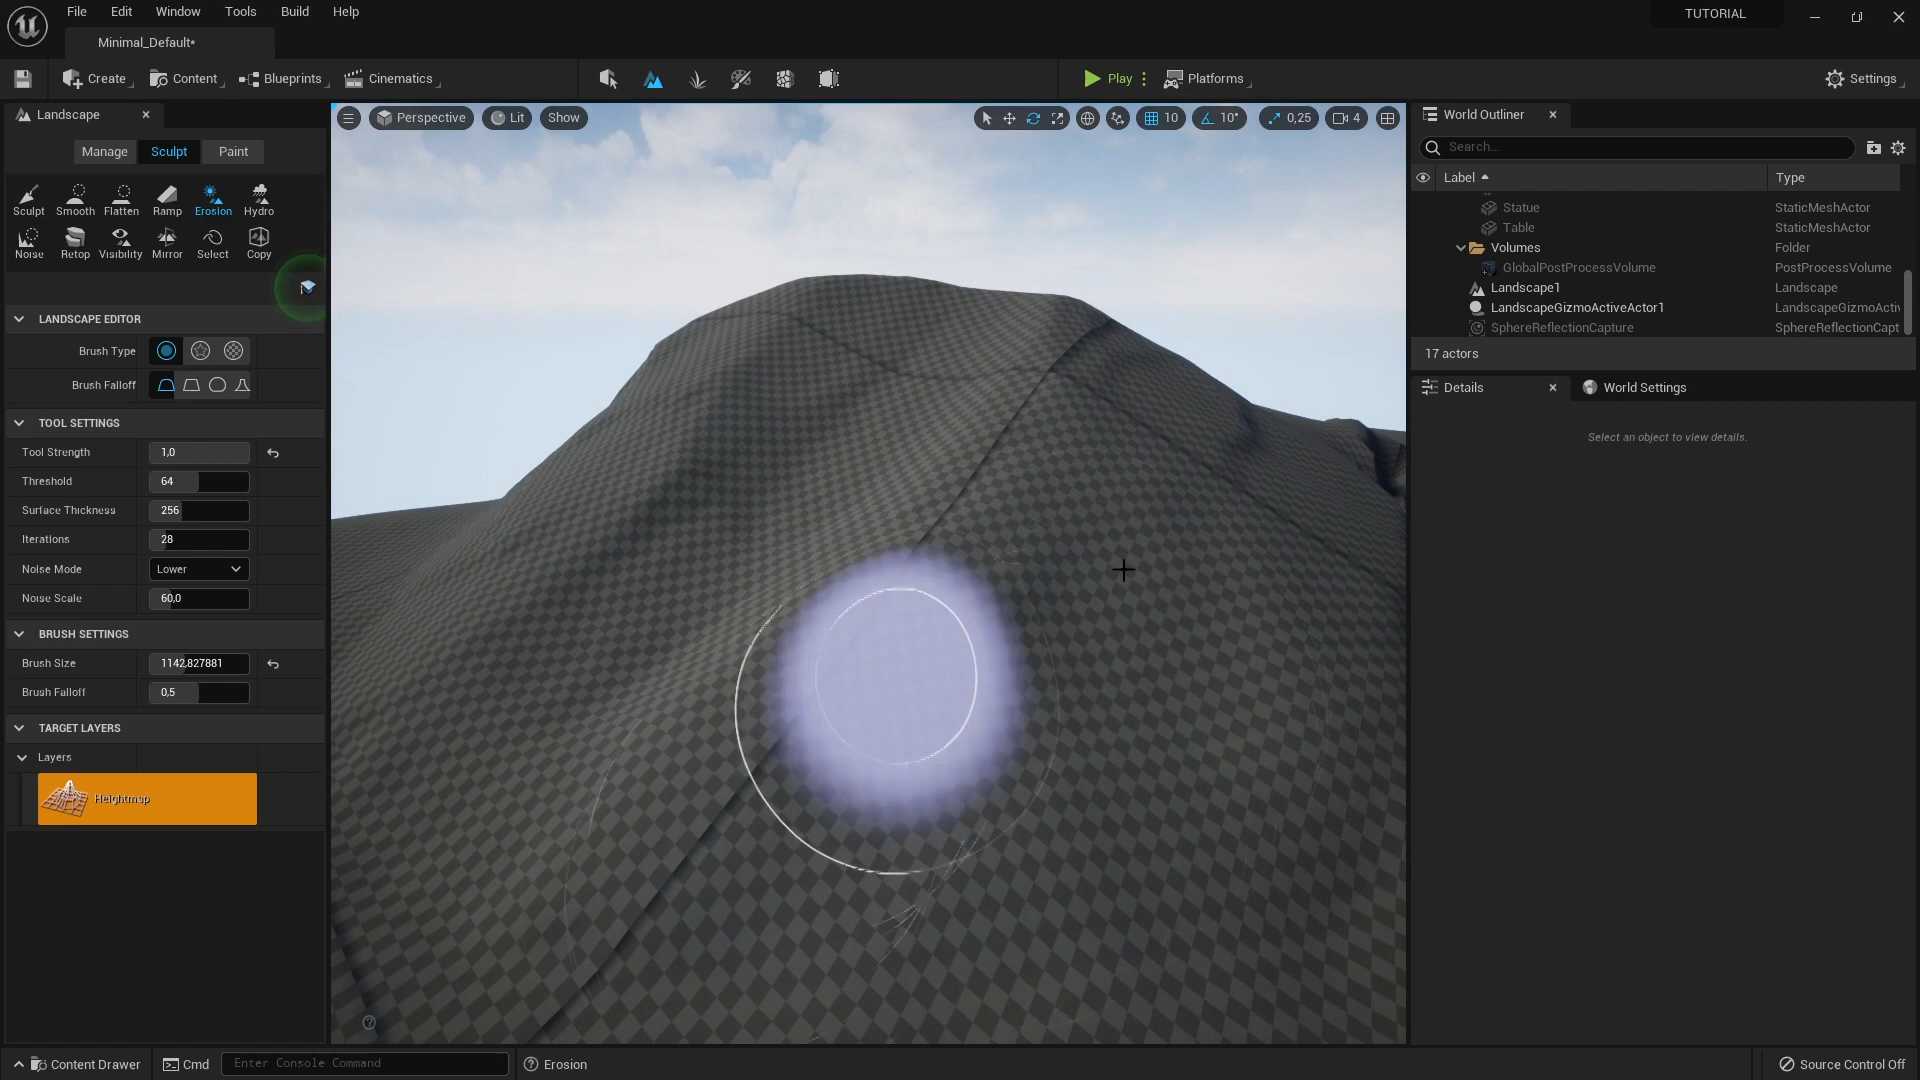 File Edit Window Tools Build Help
TUTORIAL
Minimal_Default*
Create Content Blueprints Cinematics Play Platforms Settings
Landscape
Manage Sculpt Paint
Sculpt Smooth Flatten Ramp Erosion Hydro
Noise Retop Visibility Mirror Select Copy
LANDSCAPE EDITOR
Brush Type
Brush Falloff
TOOL SETTINGS
Tool Strength 1,0
Threshold 64
Surface Thickness 256
Iterations 28
Noise Mode Lower
Noise Scale 60,0
BRUSH SETTINGS
Brush Size 1142,827881
Brush Falloff 0,5
TARGET LAYERS
Layers
Heightmap
Perspective Lit Show 10 10° 0,25 4
World Outliner
Search...
Label Type
Statue StaticMeshActor
Table StaticMeshActor
Volumes Folder
GlobalPostProcessVolume PostProcessVolume
Landscape1 Landscape
LandscapeGizmoActiveActor1 LandscapeGizmoActiv
SphereReflectionCapture SphereReflectionCapt
17 actors
Details World Settings
Select an object to view details.
Content Drawer Cmd Enter Console Command Erosion Source Control Off